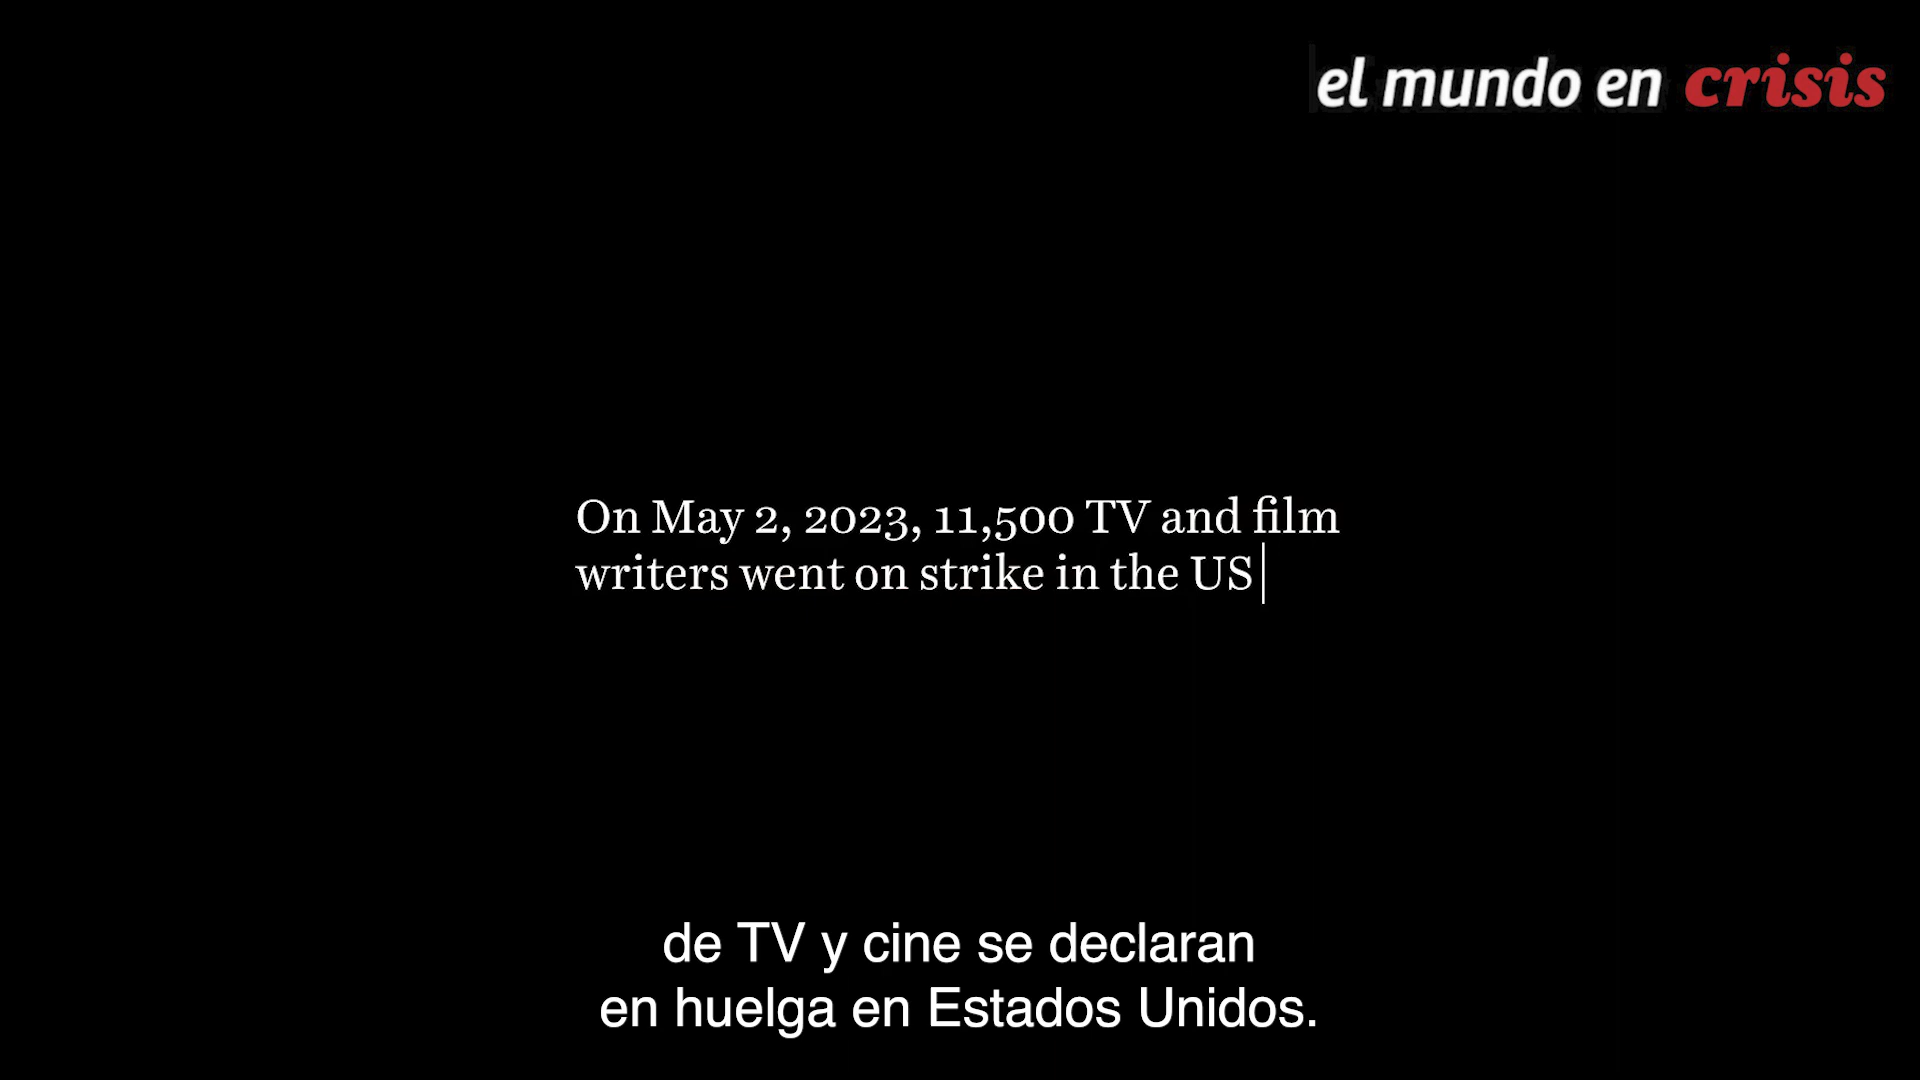 el mundo en crisis
On May 2, 2023, 11,500 TV and film
writers went on strike in the US
de TV y cine se declaran
en huelga en Estados Unidos.